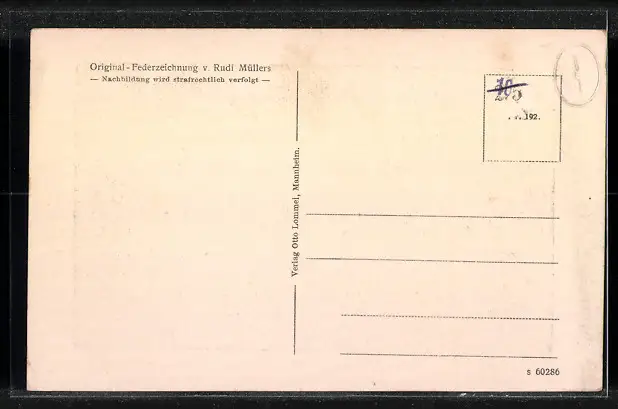 Original-Federzeichnung v. Rudi Müllers
— Nachbildung wird strafrechtlich verfolgt —
Verlag Otto Lommel, Mannheim.
192.
s 60286